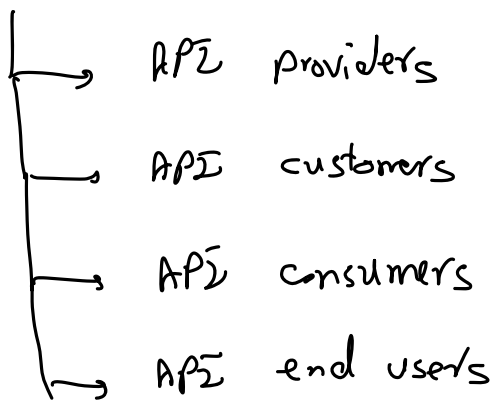 API providers
API customers
API consumers
API end users